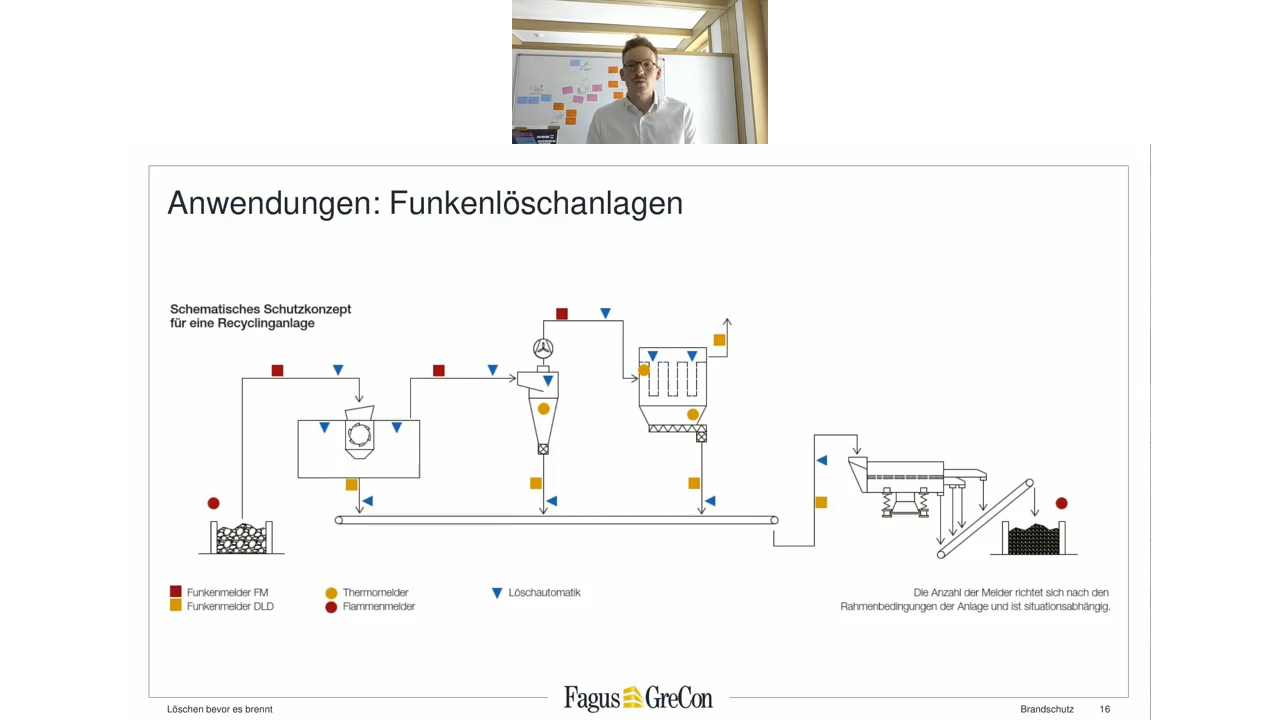 Anwendungen: Funkenlöschanlagen
Schematisches Schutzkonzept
für eine Recyclinganlage
Funkenmelder FM
Funkenmelder DLD
Thermomelder
Flammenmelder
Löschautomatik
Die Anzahl der Melder richtet sich nach den
Rahmenbedingungen der Anlage und ist situationsabhängig.
Fagus GreCon
Löschen bevor es brennt
Brandschutz 16